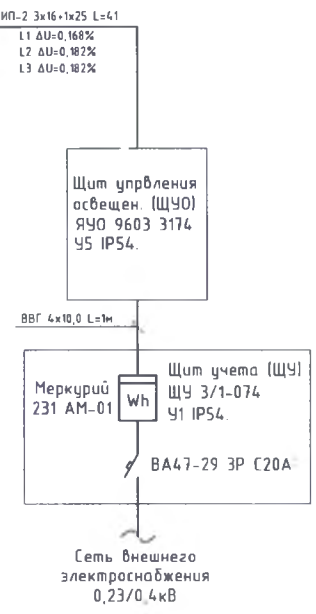 ИП-2 3х16+1х25 L=41
L1 ΔU=0,168%
L2 ΔU=0,182%
L3 ΔU=0,182%
Щит упрвления
освещен. (ЩУО)
ЯУО 9603 3174
У5 IP54.
ВВГ 4х10,0 L=1м
Щит учета (ЩУ)
ЩУ 3/1-074
У1 IP54.
Меркурий
231 АМ-01
Wh
ВА47-29 3Р С20А
Сеть внешнего
электроснабжения
0,23/0,4кВ